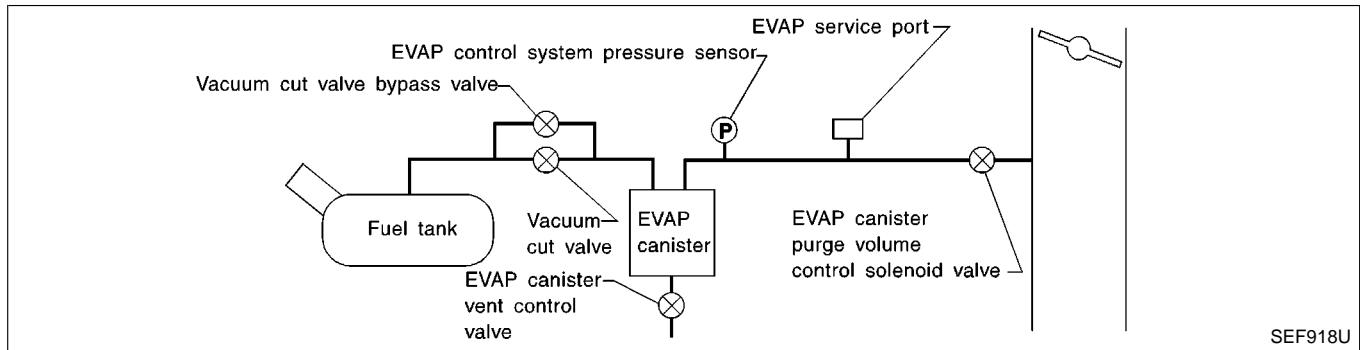 EVAP service port
EVAP control system pressure sensor
Vacuum cut valve bypass valve
P
Fuel tank
Vacuum
cut valve
EVAP
canister
EVAP canister
purge volume
control solenoid valve
EVAP canister
vent control
valve
SEF918U